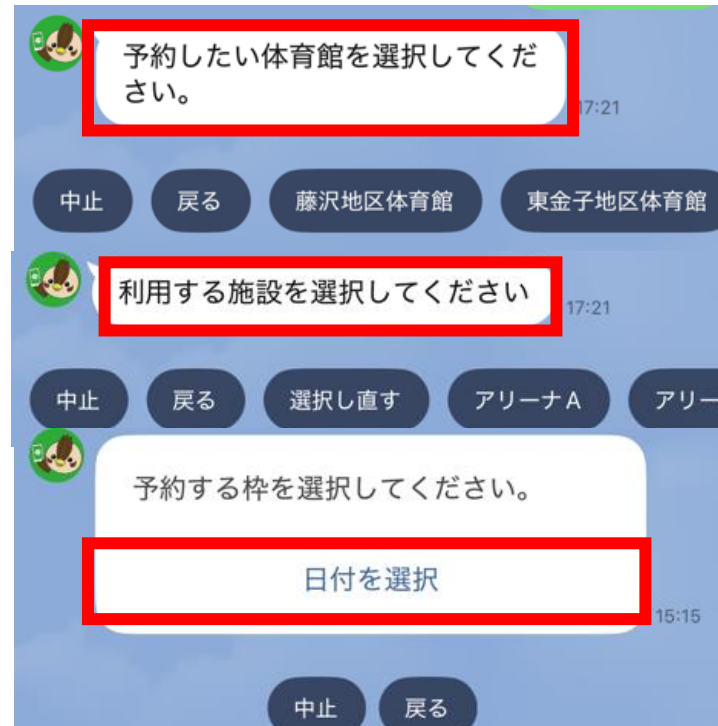 予約したい体育館を選択してくだ
さい。
17:21
中止 戻る 藤沢地区体育館 東金子地区体育館
利用する施設を選択してください
17:21
中止 戻る 選択し直す アリーナA アリー
予約する枠を選択してください。
日付を選択
15:15
中止 戻る